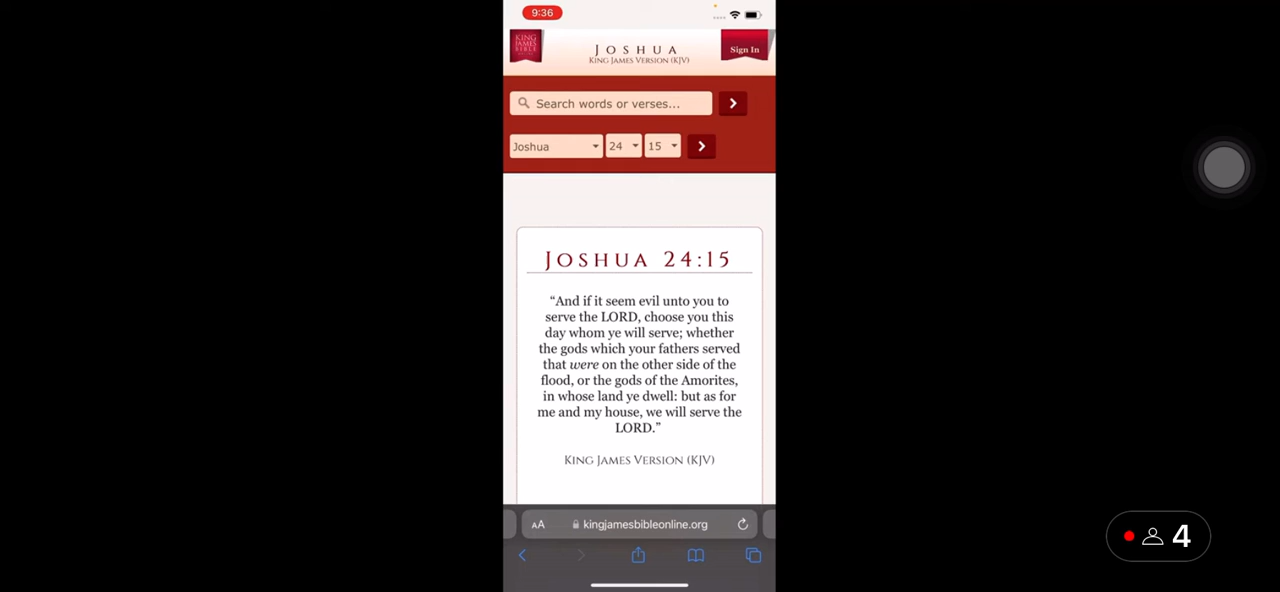 9:36
KING
JAMES
BIBLE
ONLINE
JOSHUA
KING JAMES VERSION (KJV)
Sign In
Search words or verses...
Joshua 24 15
JOSHUA 24:15
“And if it seem evil unto you to
serve the LORD, choose you this
day whom ye will serve; whether
the gods which your fathers served
that were on the other side of the
flood, or the gods of the Amorites,
in whose land ye dwell: but as for
me and my house, we will serve the
LORD.”
KING JAMES VERSION (KJV)
AA kingjamesbibleonline.org
4